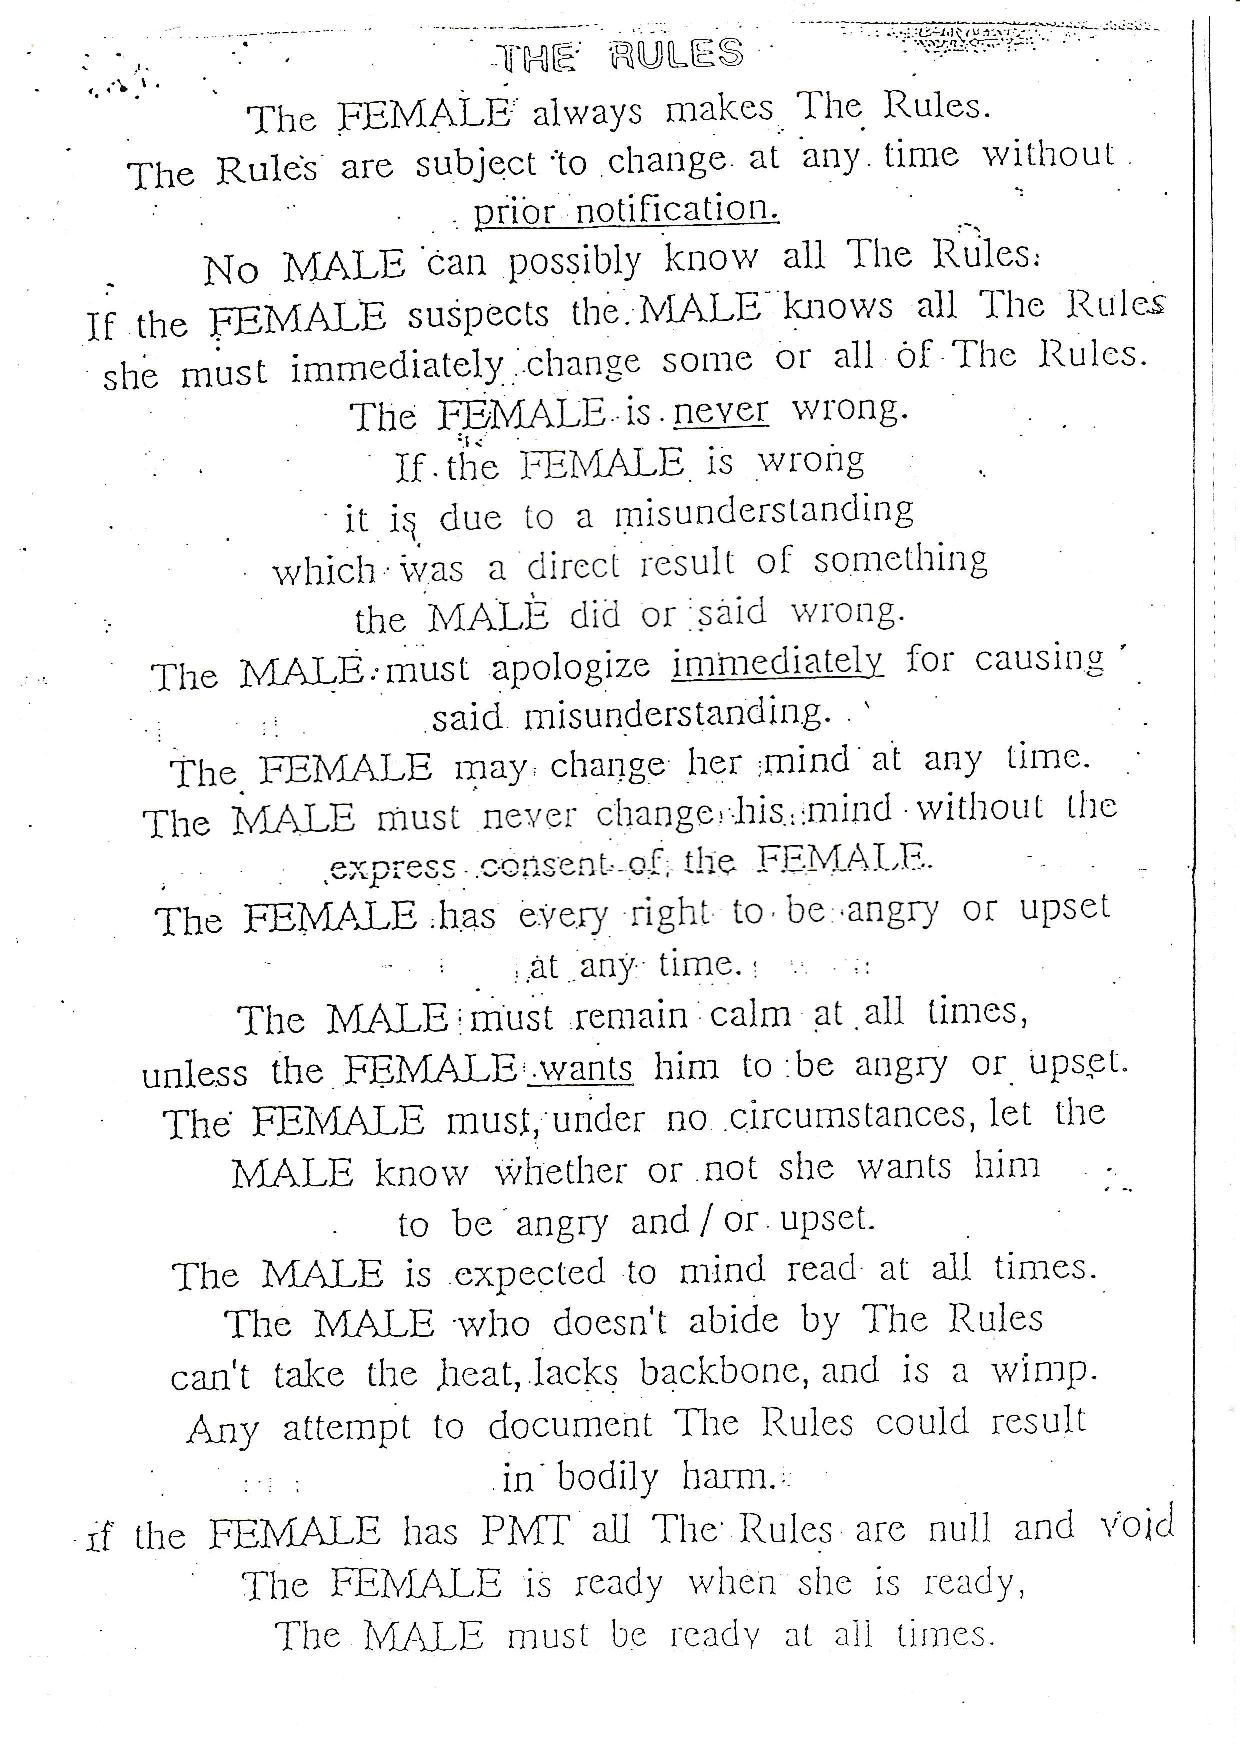 THE RULES
The FEMALE always makes The Rules.
The Rules are subject to change at any time without
prior notification.
No MALE can possibly know all The Rules.
If the FEMALE suspects the MALE knows all The Rules
she must immediately change some or all of The Rules.
The FEMALE is never wrong.
If the FEMALE is wrong
it is due to a misunderstanding
which was a direct result of something
the MALE did or said wrong.
The MALE must apologize immediately for causing
said misunderstanding.
The FEMALE may change her mind at any time.
The MALE must never change his mind without the
express consent of the FEMALE.
The FEMALE has every right to be angry or upset
at any time.
The MALE must remain calm at all times,
unless the FEMALE wants him to be angry or upset.
The FEMALE must, under no circumstances, let the
MALE know whether or not she wants him
to be angry and / or upset.
The MALE is expected to mind read at all times.
The MALE who doesn't abide by The Rules
can't take the heat, lacks backbone, and is a wimp.
Any attempt to document The Rules could result
in bodily harm.
if the FEMALE has PMT all The Rules are null and void
The FEMALE is ready when she is ready,
The MALE must be ready at all times.